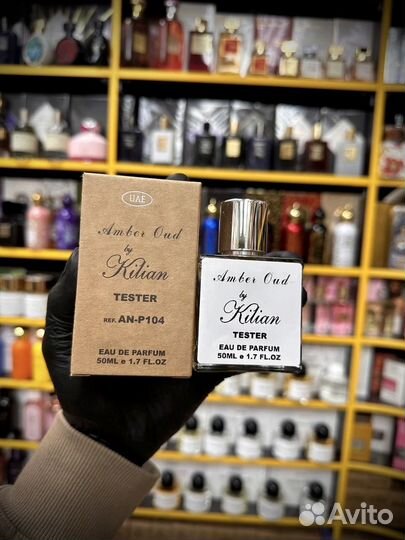 UAE
Amber Oud
by
Kilian
TESTER
REF. AN-P104
EAU DE PARFUM
50ML e 1.7 FL.OZ
Amber Oud
by
Kilian
TESTER
EAU DE PARFUM
50ML e 1.7 FL.OZ
Avito